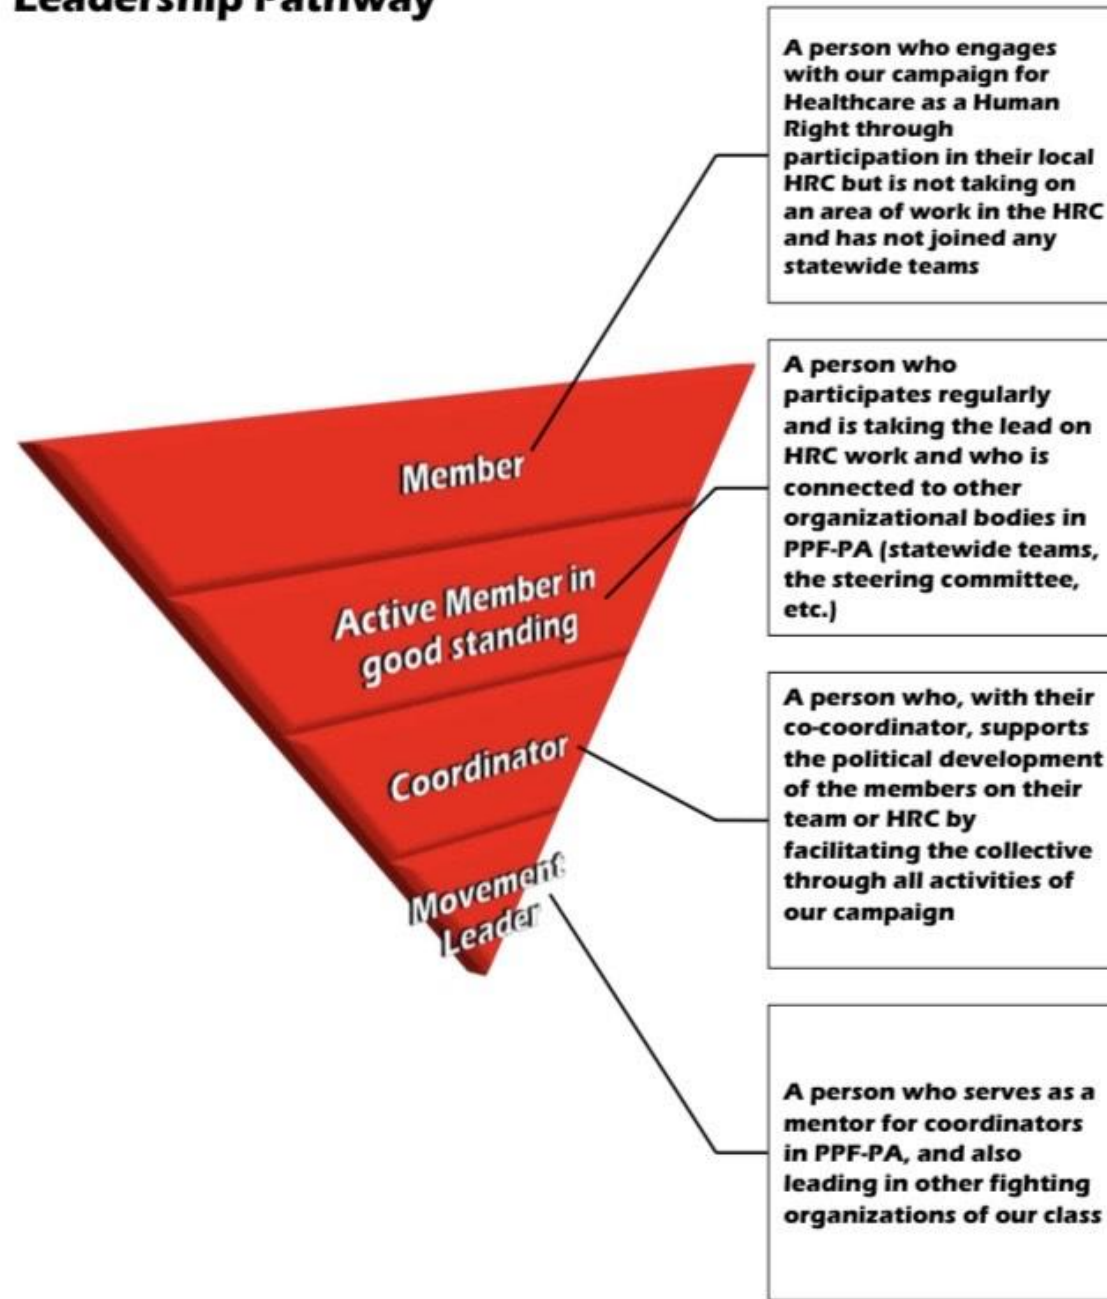 Leadership Pathway
A person who engages
with our campaign for
Healthcare as a Human
Right through
participation in their local
HRC but is not taking on
an area of work in the HRC
and has not joined any
statewide teams
Member
A person who
participates regularly
and is taking the lead on
HRC work and who is
connected to other
organizational bodies in
PPF-PA (statewide teams,
the steering committee,
etc.)
Active Member in
good standing
A person who, with their
co-coordinator, supports
the political development
of the members on their
team or HRC by
facilitating the collective
through all activities of
our campaign
Coordinator
Movement
Leader
A person who serves as a
mentor for coordinators
in PPF-PA, and also
leading in other fighting
organizations of our class